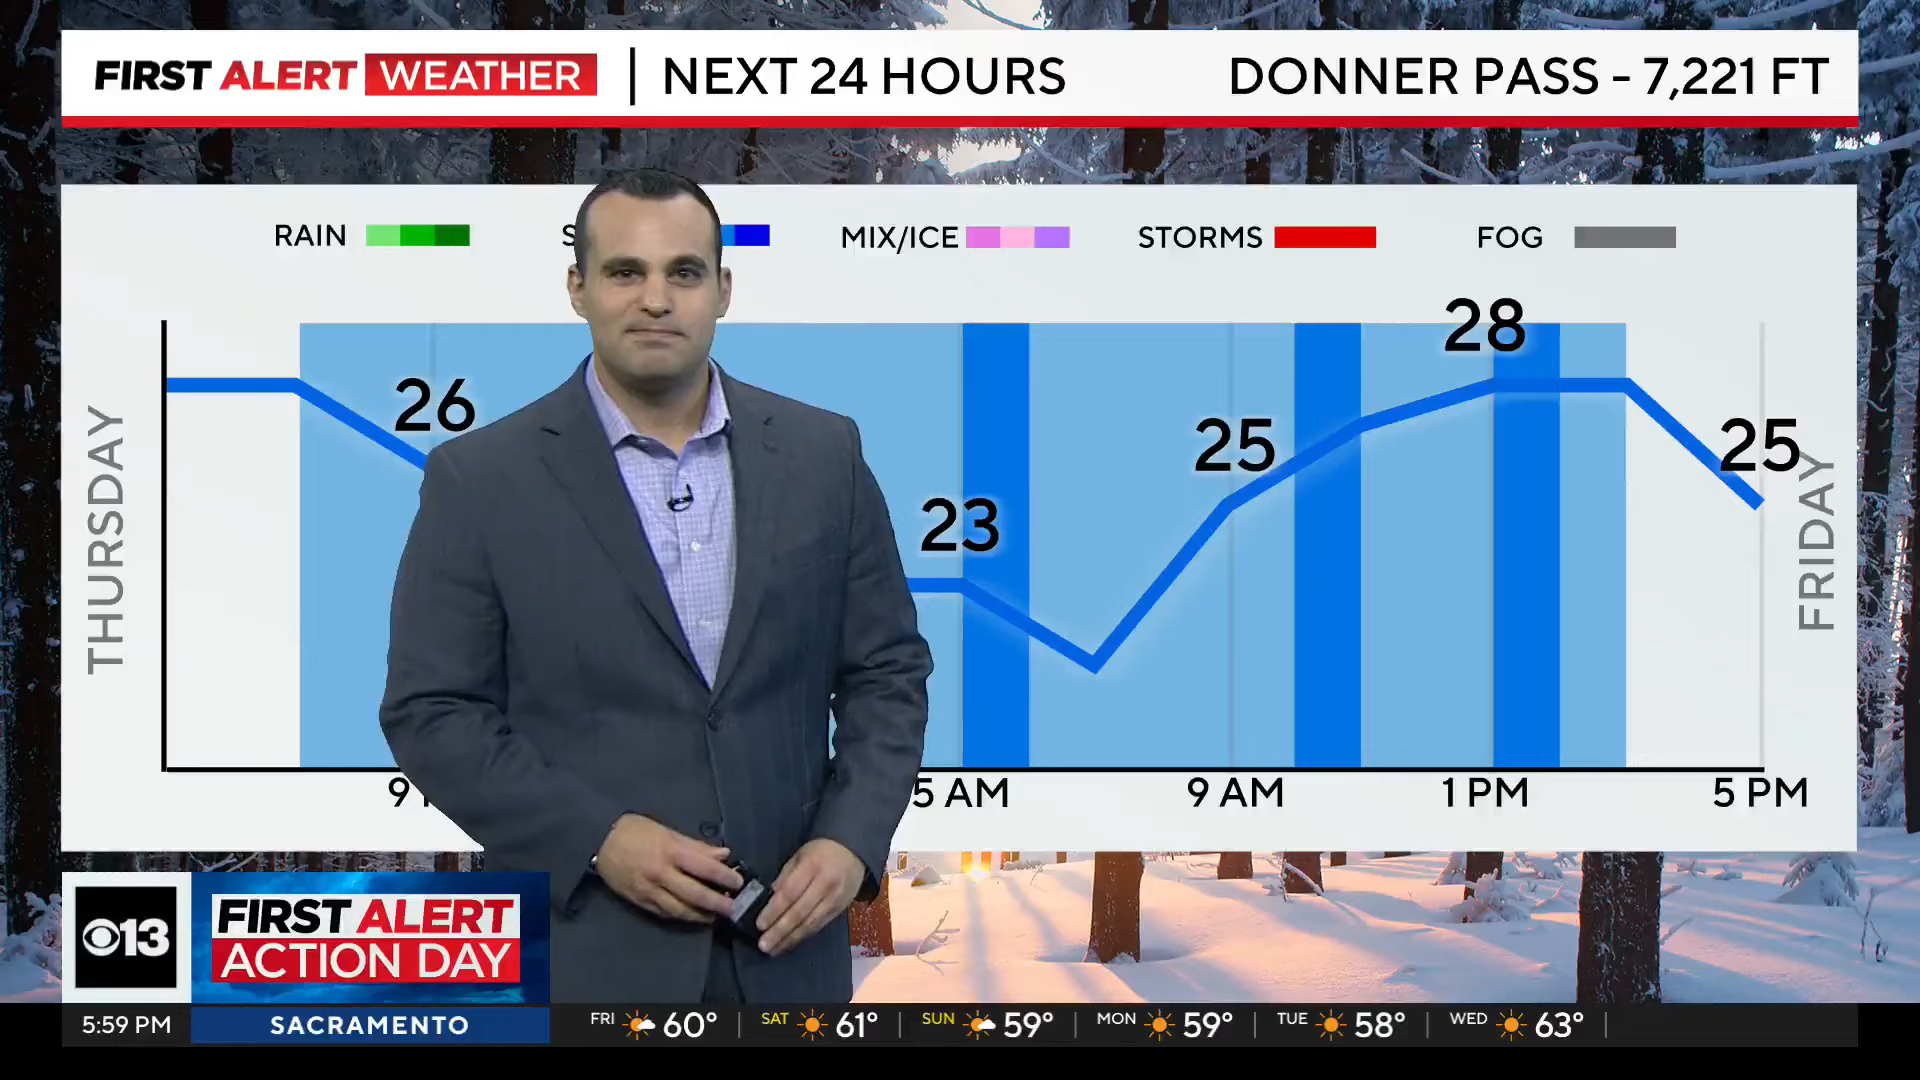 FIRST ALERT WEATHER | NEXT 24 HOURS
DONNER PASS - 7,221 FT
RAIN
MIX/ICE
STORMS
FOG
THURSDAY
26
23
25
28
25
FRIDAY
9
5 AM
9 AM
1 PM
5 PM
13
FIRST ALERT
ACTION DAY
5:59 PM
SACRAMENTO
FRI 60° | SAT 61° | SUN 59° | MON 59° | TUE 58° | WED 63° |